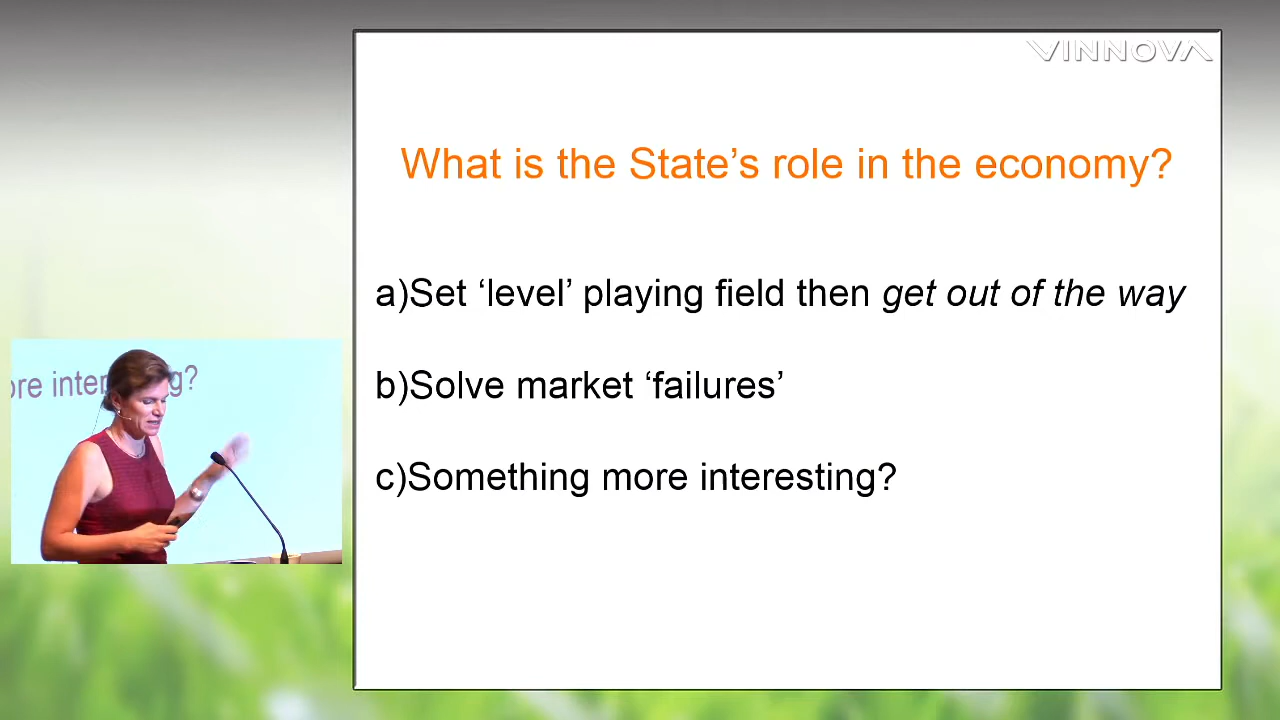 VINNOVA
What is the State’s role in the economy?
a)Set ‘level’ playing field then get out of the way
b)Solve market ‘failures’
c)Something more interesting?